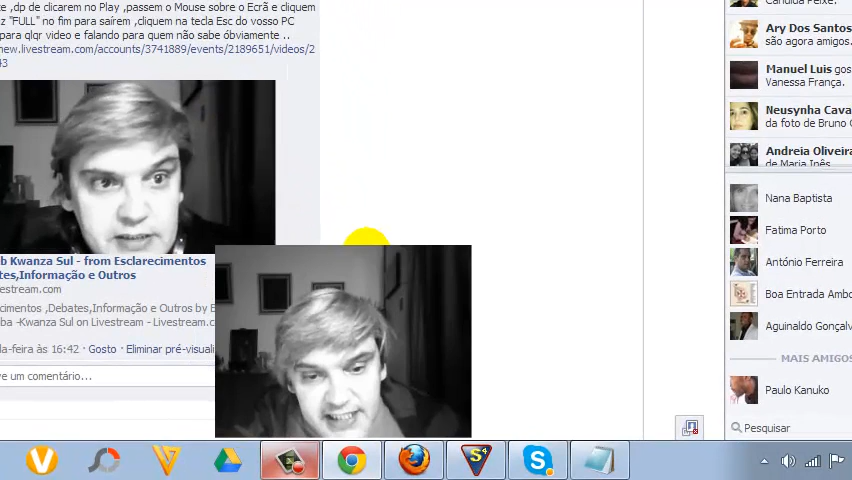 e ,dp de clicarem no Play ,passem o Mouse sobre o Ecrã e cliquem
z "FULL" no fim para saírem ,cliquem na tecla Esc do vosso PC
para qlqr video e falando para quem não sabe óbviamente ..
new.livestream.com/accounts/3741889/events/2189651/videos/2
43
b Kwanza Sul - from Esclarecimentos
tes,Informação e Outros
estream.com
cimentos ,Debates,Informação e Outros by B
ba -Kwanza Sul on Livestream - Livestream.c
da-feira às 16:42 · Gosto · Eliminar pré-visuali
ve um comentário...
Candida Peixe.
Ary Dos Santos
são agora amigos.
Manuel Luis gos
Vanessa França.
Neusynha Cava
da foto de Bruno C
Andreia Oliveira
de Maria Inês.
Nana Baptista
Fatima Porto
António Ferreira
Boa Entrada Ambo
Aguinaldo Gonçalv
MAIS AMIGOS
Paulo Kanuko
Pesquisar